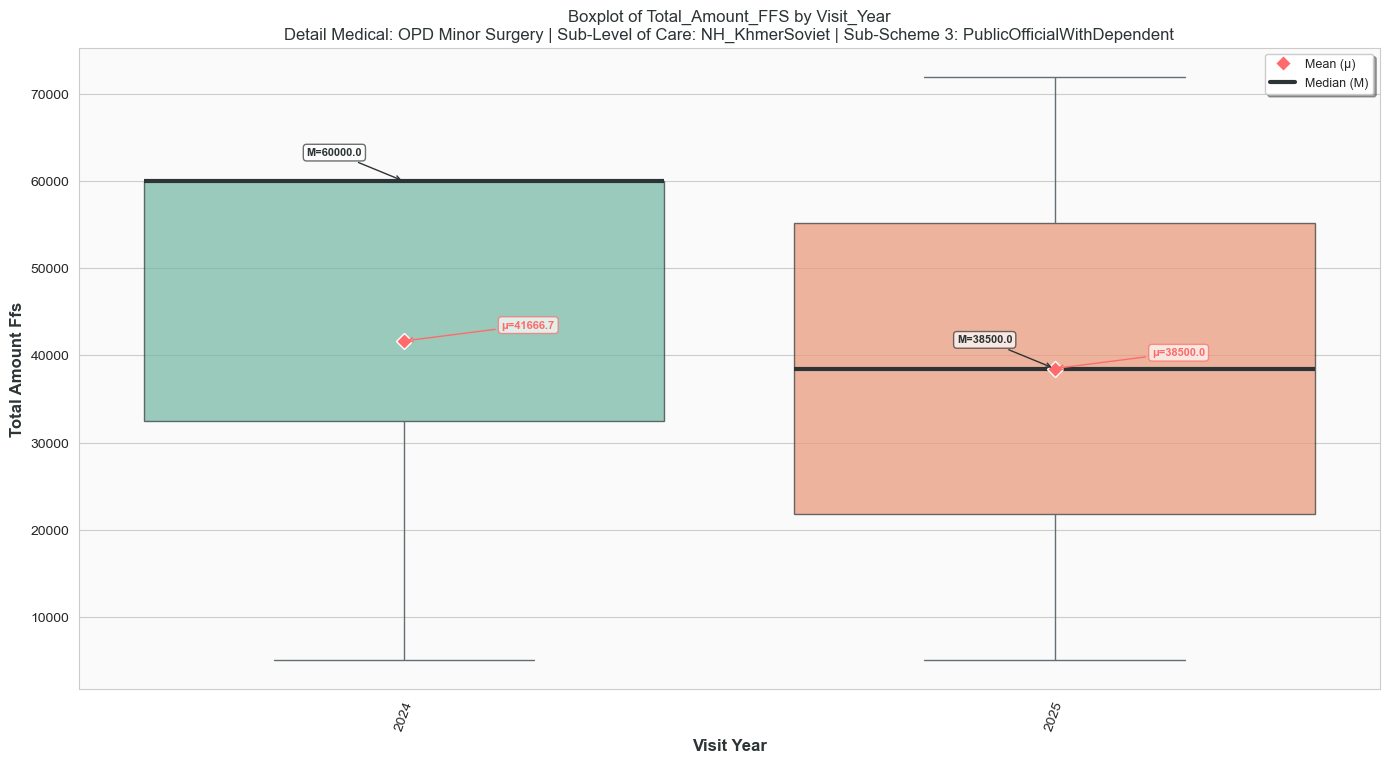 Boxplot of Total_Amount_FFS by Visit_Year
Detail Medical: OPD Minor Surgery | Sub-Level of Care: NH_KhmerSoviet | Sub-Scheme 3: PublicOfficialWithDependent
Mean (μ)
Median (M)
Total Amount Ffs
70000
60000
50000
40000
30000
20000
10000
M=60000.0
μ=41666.7
M=38500.0
μ=38500.0
2024
2025
Visit Year